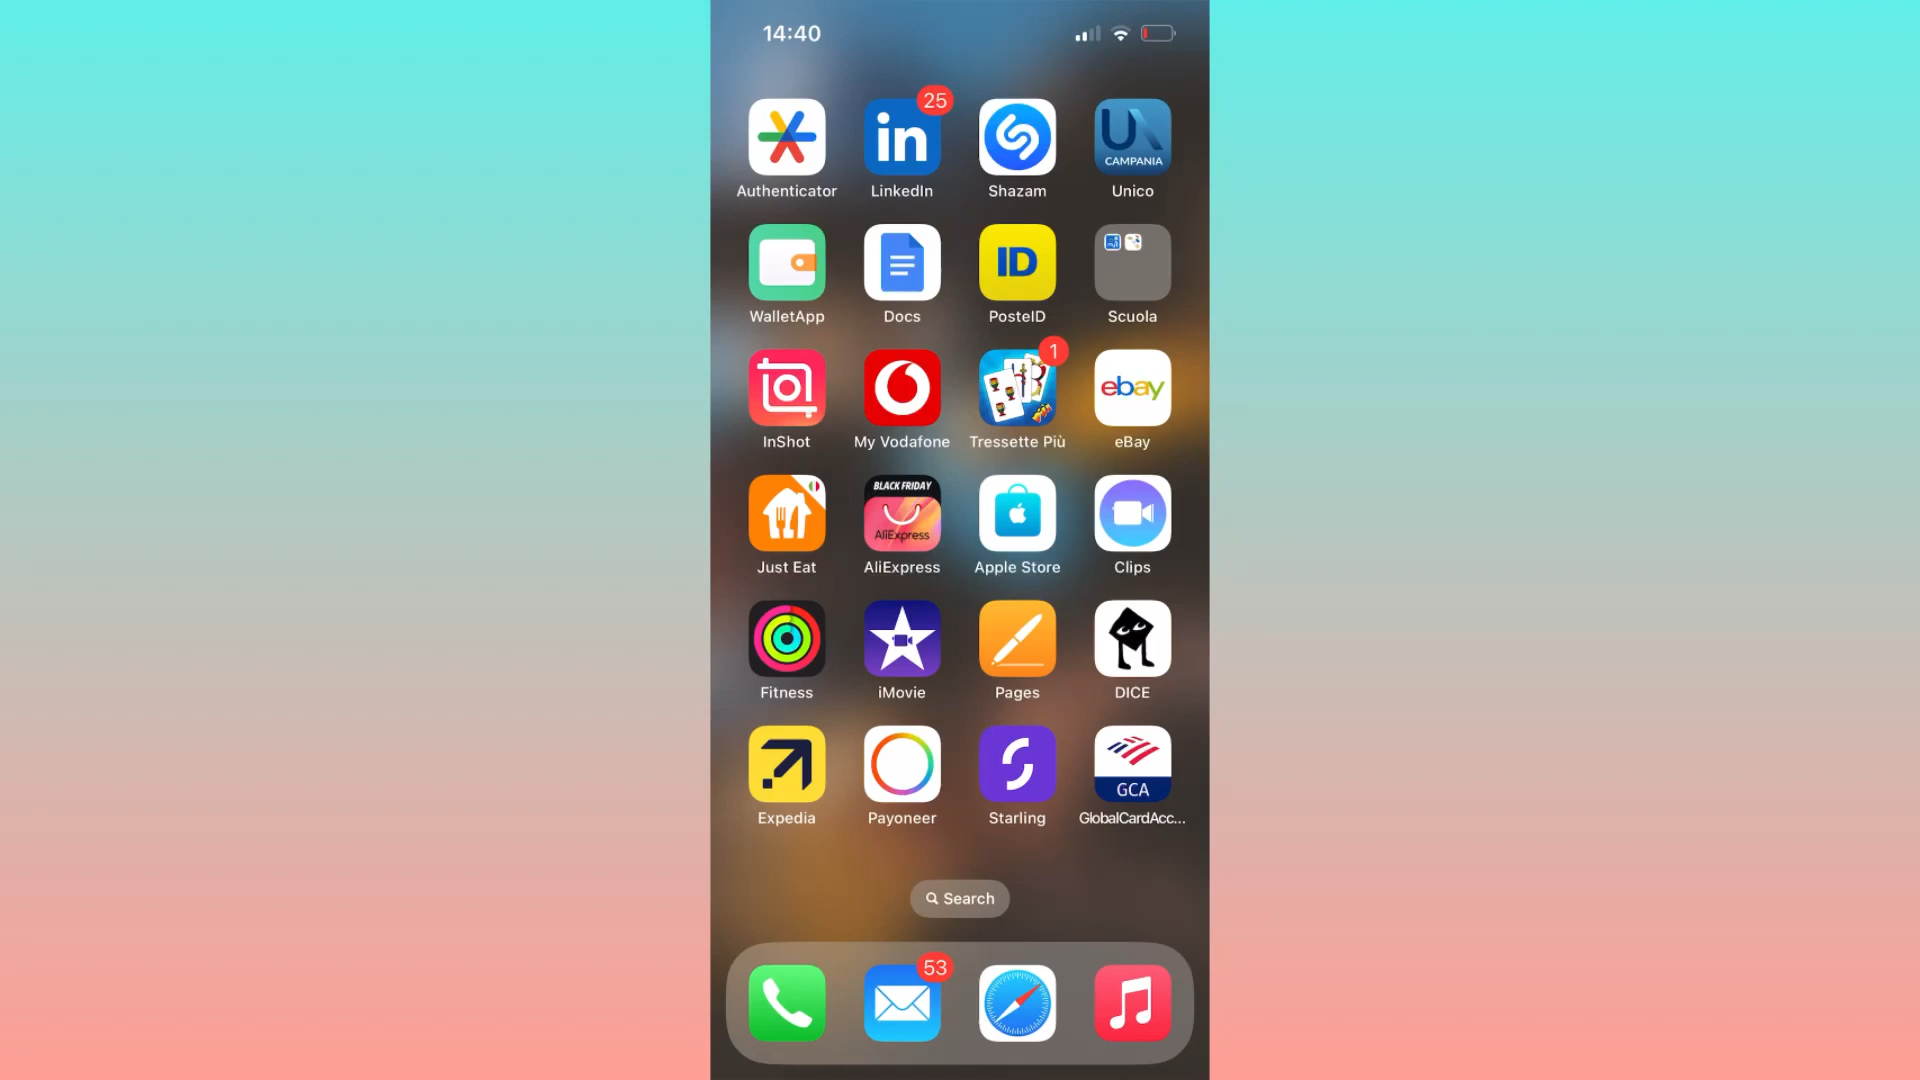 14:40
25
in
CAMPANIA
Authenticator
LinkedIn
Shazam
Unico
ID
WalletApp
Docs
PosteID
Scuola
1
ebay
InShot
My Vodafone
Tressette Più
eBay
BLACK FRIDAY
AliExpress
Just Eat
AliExpress
Apple Store
Clips
Fitness
iMovie
Pages
DICE
GCA
Expedia
Payoneer
Starling
GlobalCardAcc...
Search
53